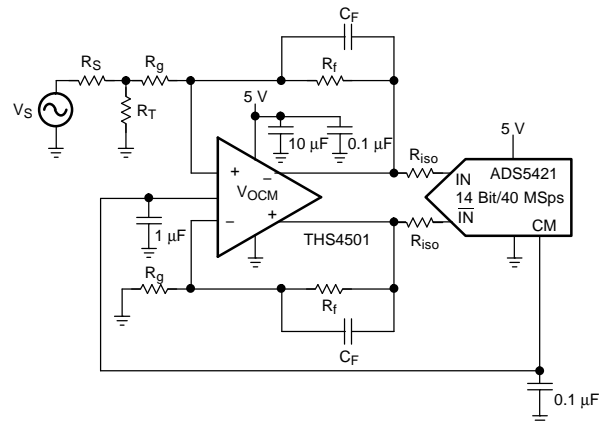 C_F
R_S
R_g
R_f
V_S
R_T
5 V
10 μF
0.1 μF
5 V
R_iso
+
−
ADS5421
IN
14 Bit/40 MSps
IN
CM
V_OCM
−
+
1 μF
THS4501
R_iso
R_g
R_f
C_F
0.1 μF